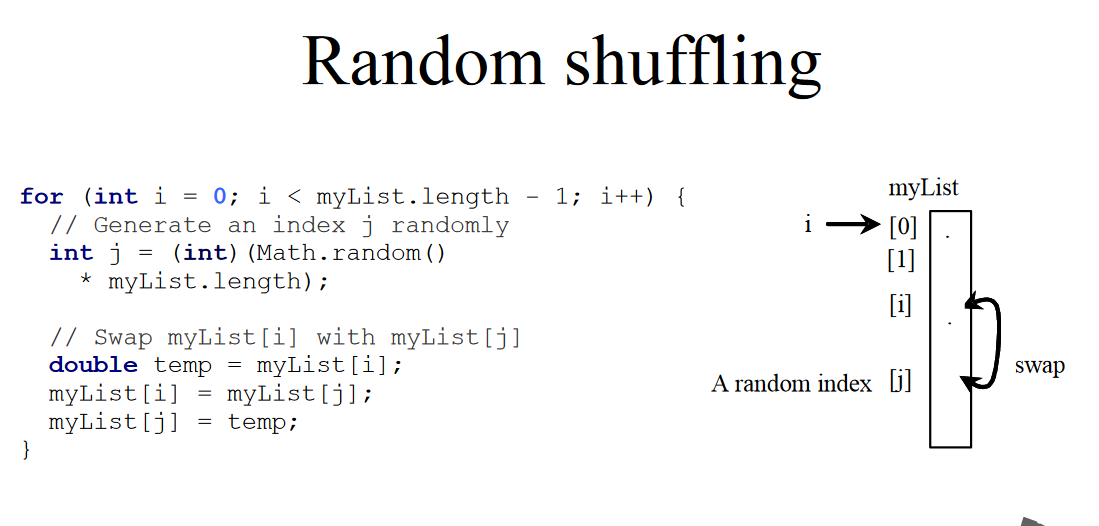 Random shuffling
for (int i = 0; i < myList.length - 1; i++) {
// Generate an index j randomly
int j = (int)(Math.random()
* myList.length);
// Swap myList[i] with myList[j]
double temp = myList[i];
myList[i] = myList[j];
myList[j] = temp;
}
myList
i [0]
[1]
[i]
A random index [j]
swap